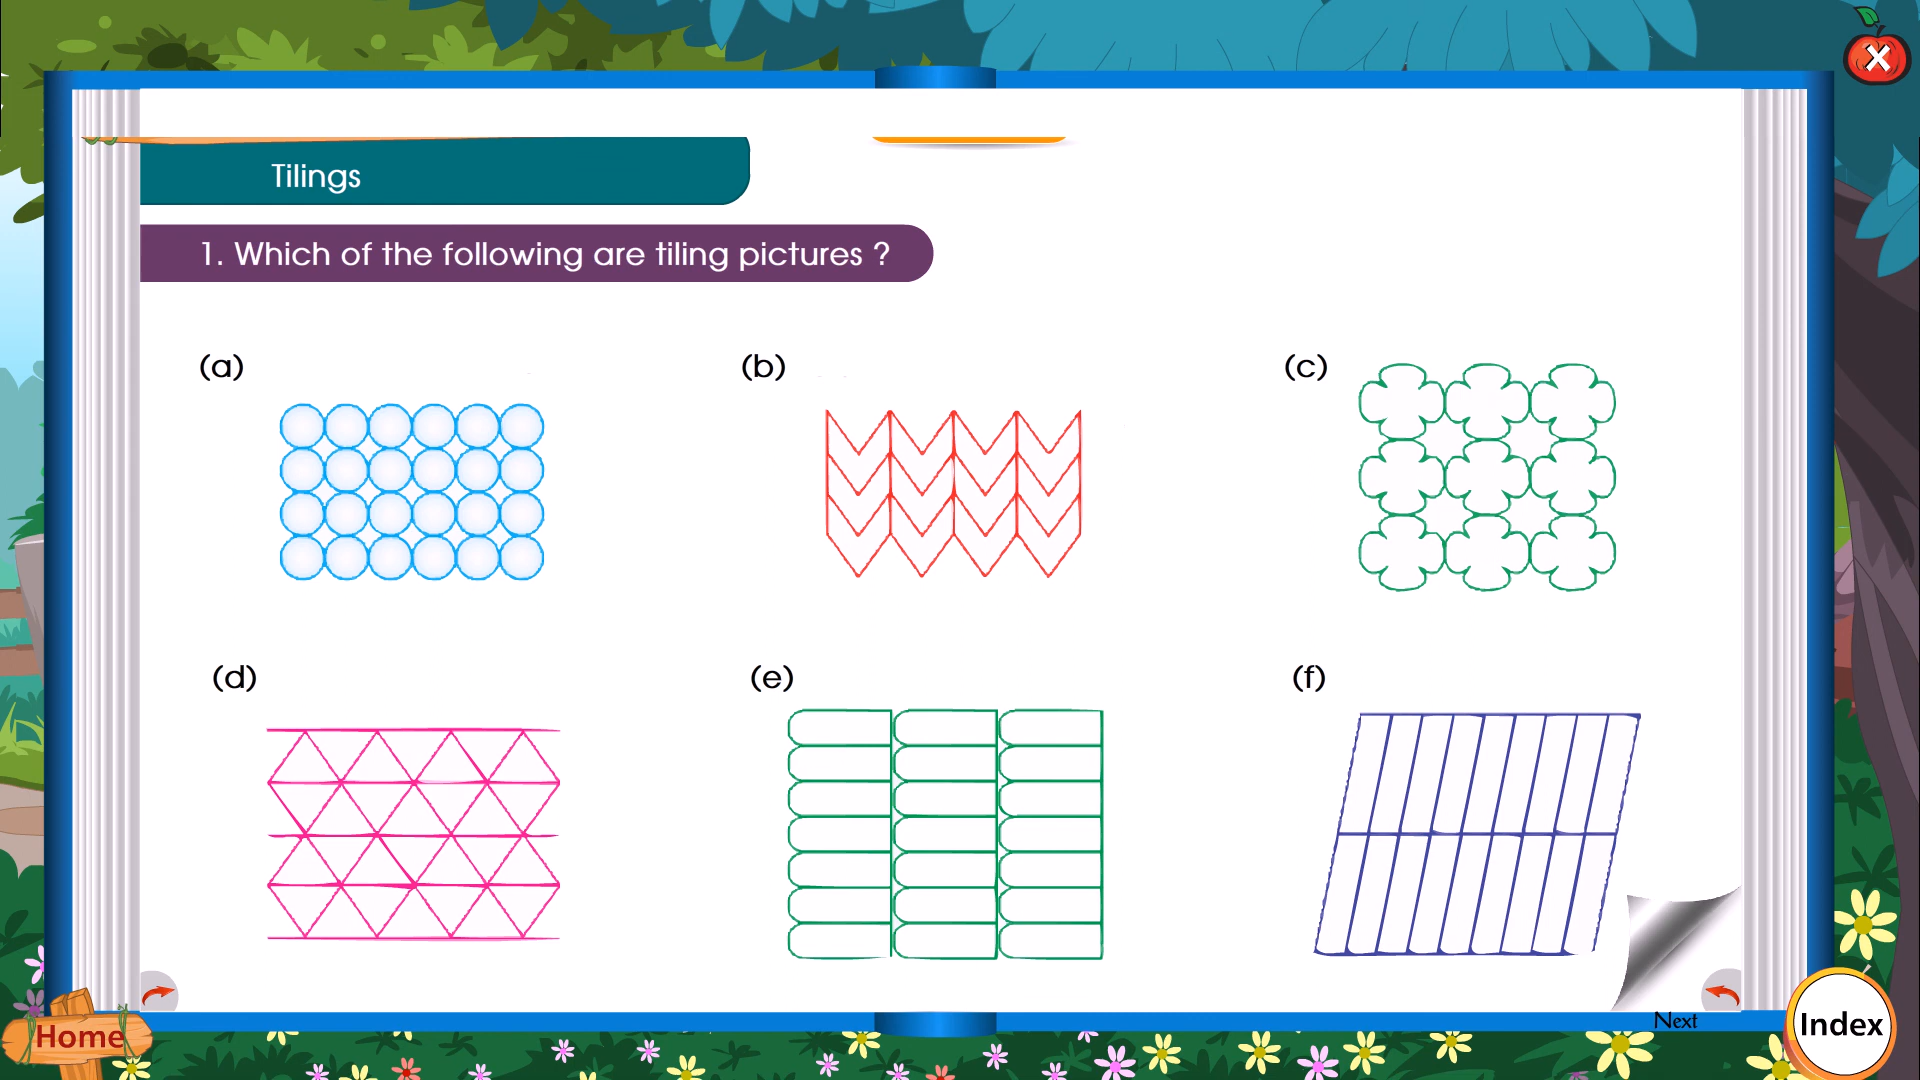 Tilings
1. Which of the following are tiling pictures ?
(a)
(b)
(c)
(d)
(e)
(f)
Next
Home
Index